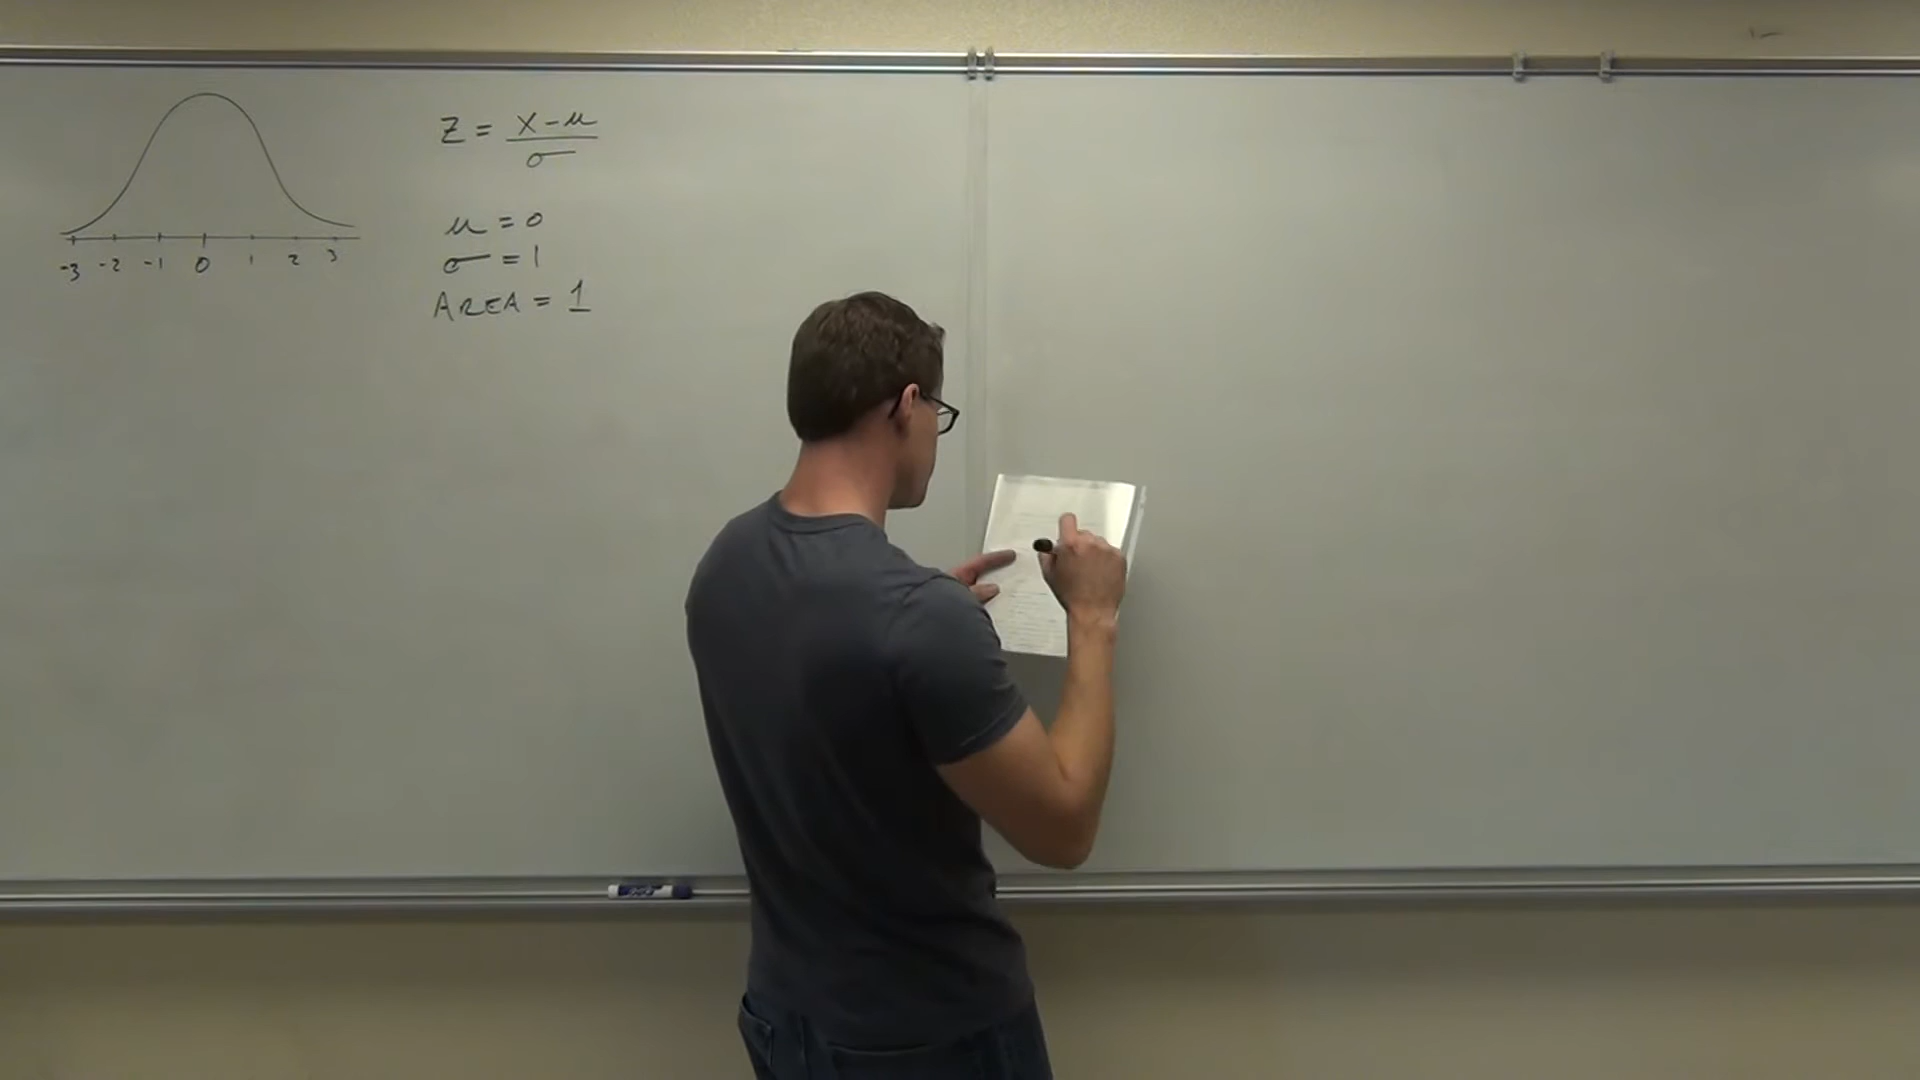 -3 -2 -1 0 1 2 3
Z = X-μ
σ
μ = 0
σ = 1
AREA = 1